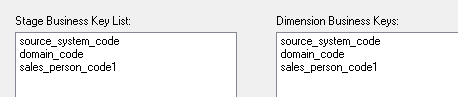 Stage Business Key List:
source_system_code
domain_code
sales_person_code1
Dimension Business Keys:
source_system_code
domain_code
sales_person_code1